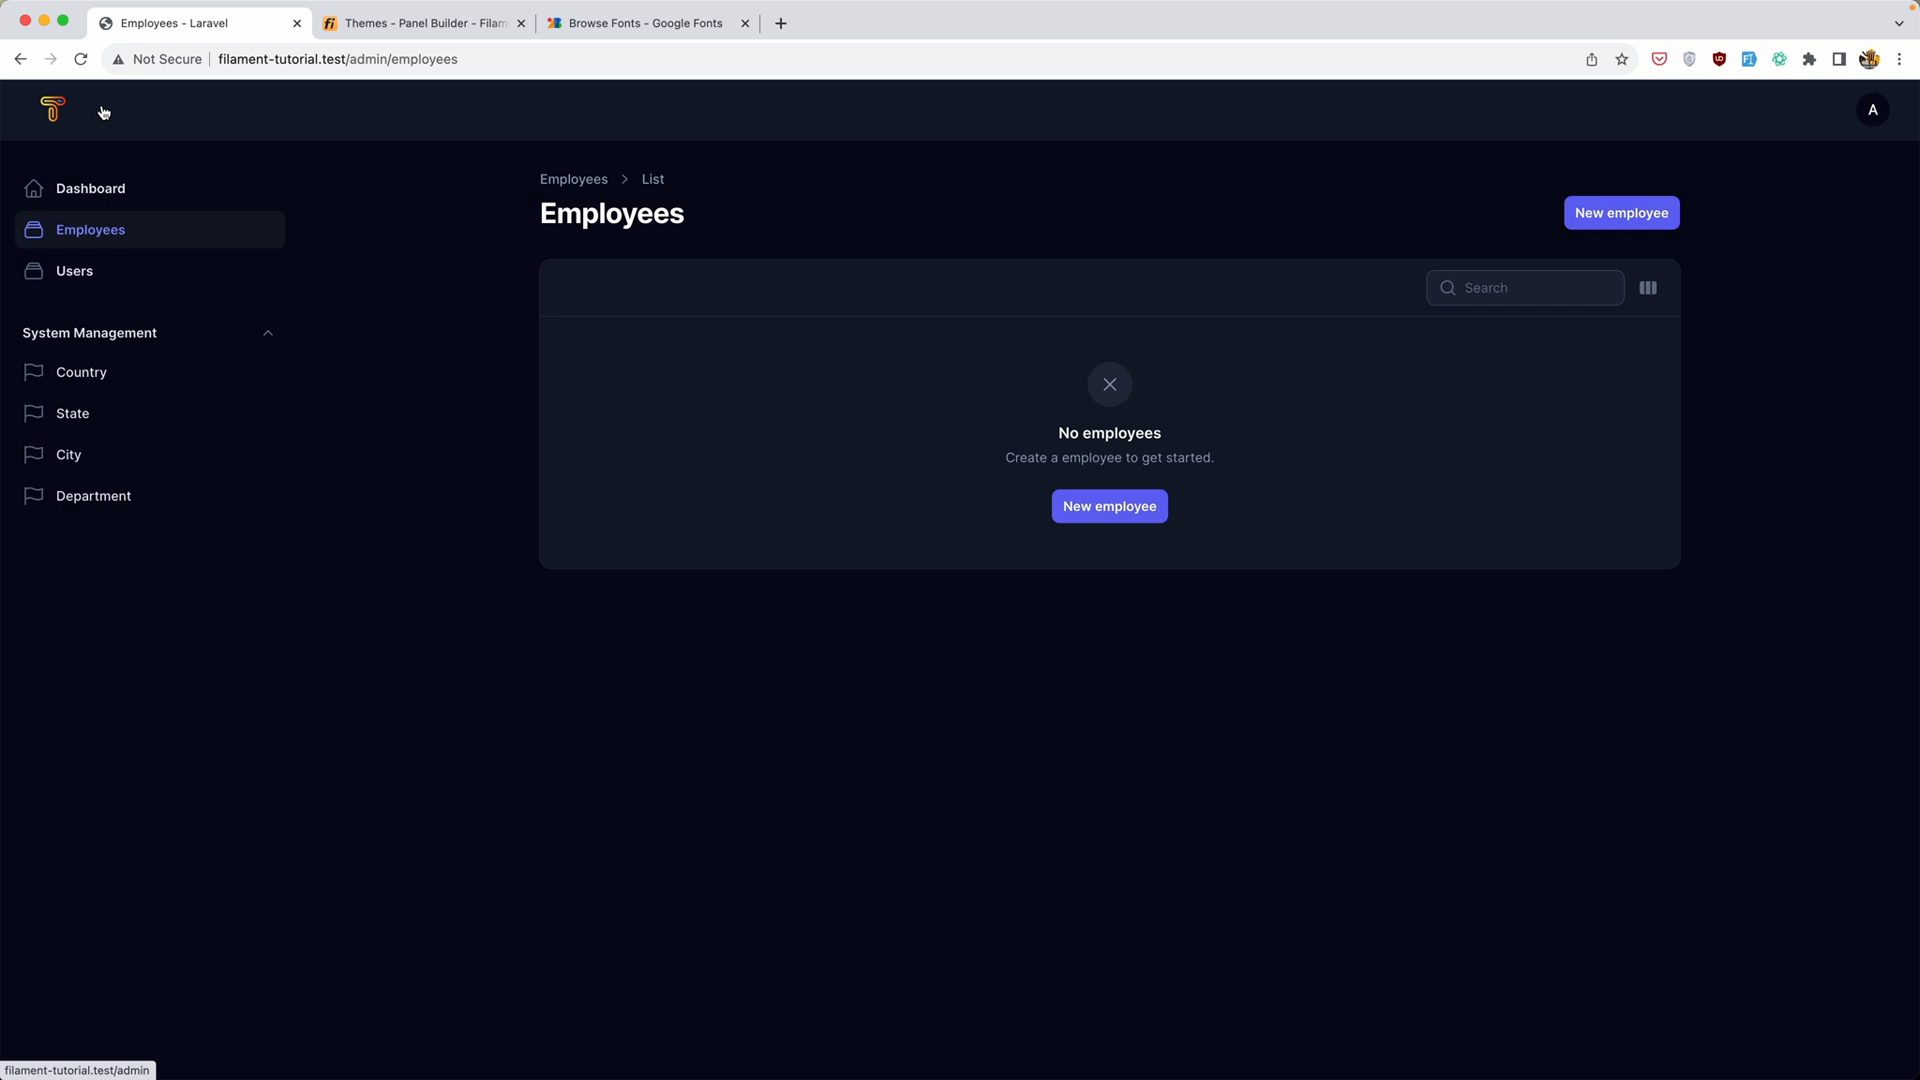 Employees - Laravel
Themes - Panel Builder - Filam
Browse Fonts - Google Fonts
Not Secure
filament-tutorial.test/admin/employees
A
Dashboard
Employees
Users
System Management
Country
State
City
Department
Employees > List
Employees
New employee
Search
No employees
Create a employee to get started.
New employee
filament-tutorial.test/admin